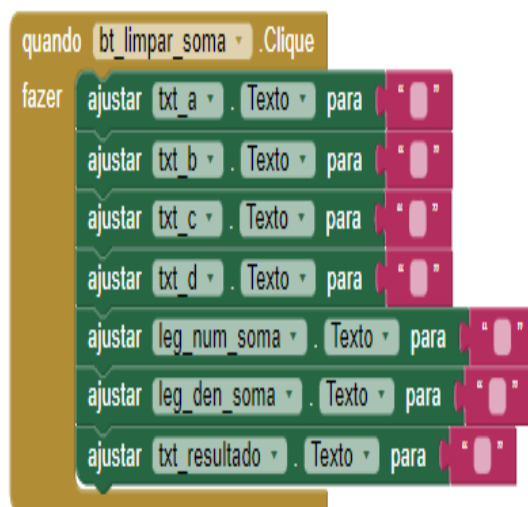 quando bt_limpar_soma .Clique
fazer ajustar txt_a . Texto para " "
ajustar txt_b . Texto para " "
ajustar txt_c . Texto para " "
ajustar txt_d . Texto para " "
ajustar leg_num_soma . Texto para " "
ajustar leg_den_soma . Texto para " "
ajustar txt_resultado . Texto para " "